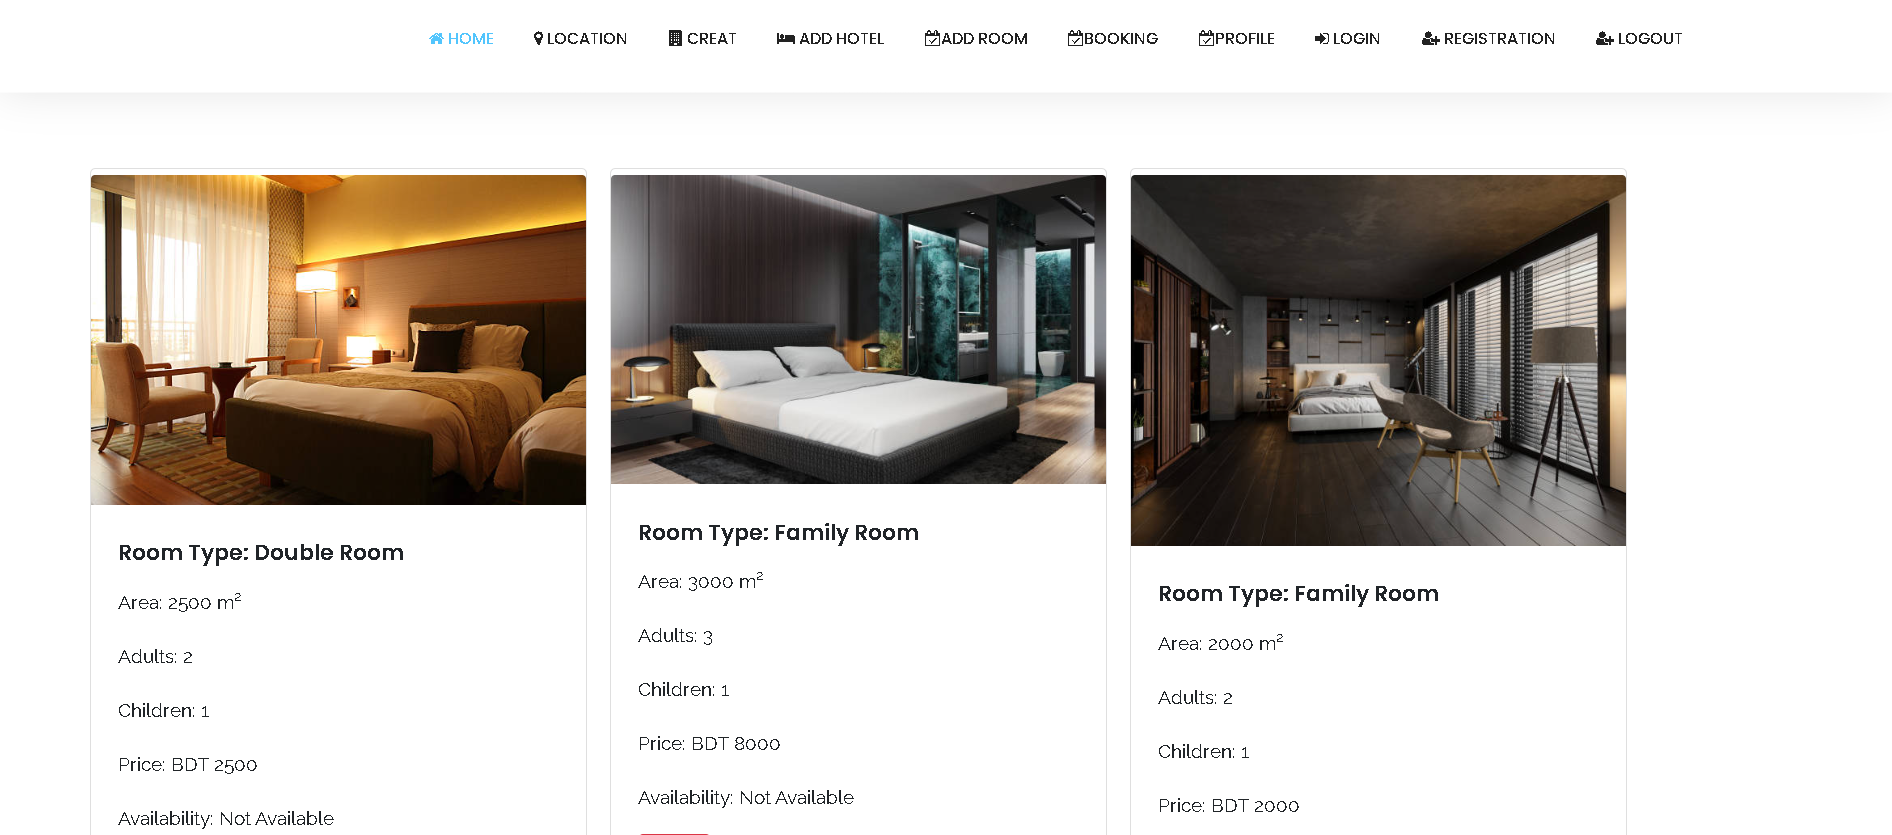 HOME LOCATION CREAT ADD HOTEL ADD ROOM BOOKING PROFILE LOGIN REGISTRATION LOGOUT
Room Type: Double Room
Area: 2500 m²
Adults: 2
Children: 1
Price: BDT 2500
Availability: Not Available
Room Type: Family Room
Area: 3000 m²
Adults: 3
Children: 1
Price: BDT 8000
Availability: Not Available
Room Type: Family Room
Area: 2000 m²
Adults: 2
Children: 1
Price: BDT 2000